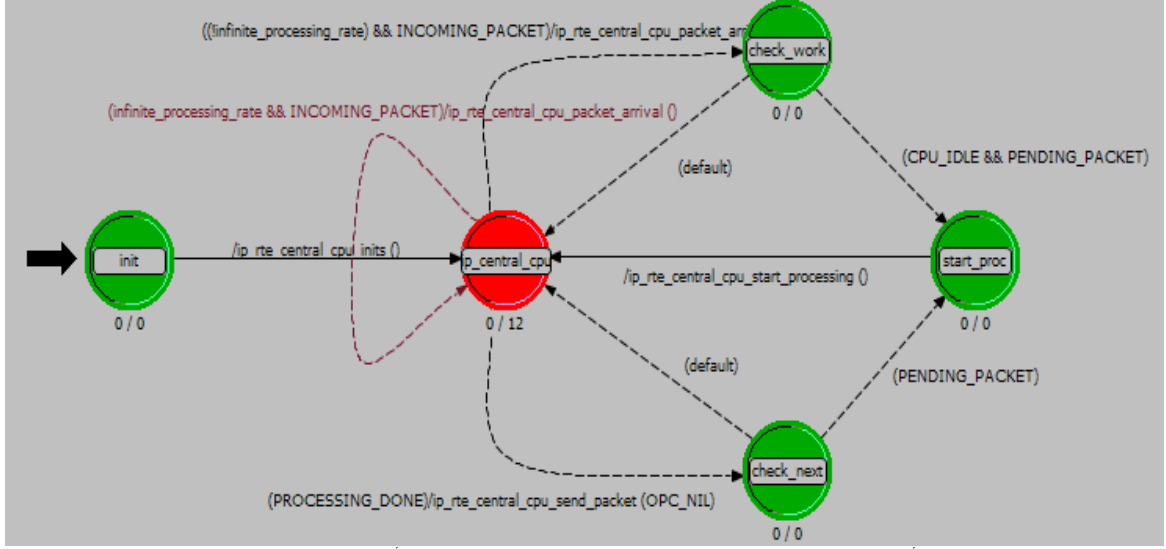 ((!infinite_processing_rate) && INCOMING_PACKET)/ip_rte_central_cpu_packet_arr
check_work
0 / 0
(infinite_processing_rate && INCOMING_PACKET)/ip_rte_central_cpu_packet_arrival ()
(default)
(CPU_IDLE && PENDING_PACKET)
init
/ip_rte_central_cpu_inits ()
ip_central_cpu
start_proc
/ip_rte_central_cpu_start_processing ()
0 / 0
0 / 12
0 / 0
(default)
(PENDING_PACKET)
check_next
(PROCESSING_DONE)/ip_rte_central_cpu_send_packet (OPC_NIL)
0 / 0